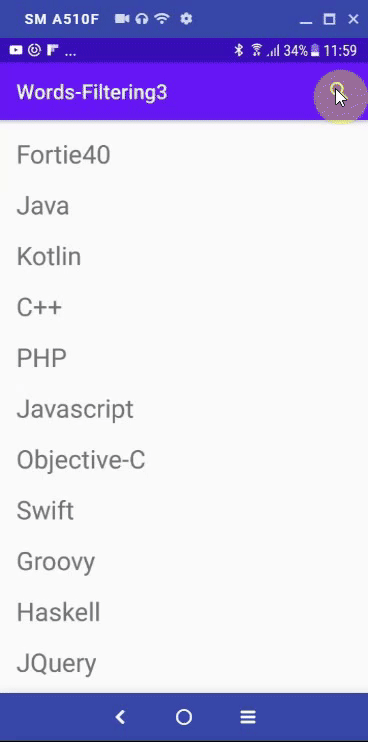 SM A510F
... 34% 11:59
Words-Filtering3
Fortie40
Java
Kotlin
C++
PHP
Javascript
Objective-C
Swift
Groovy
Haskell
JQuery